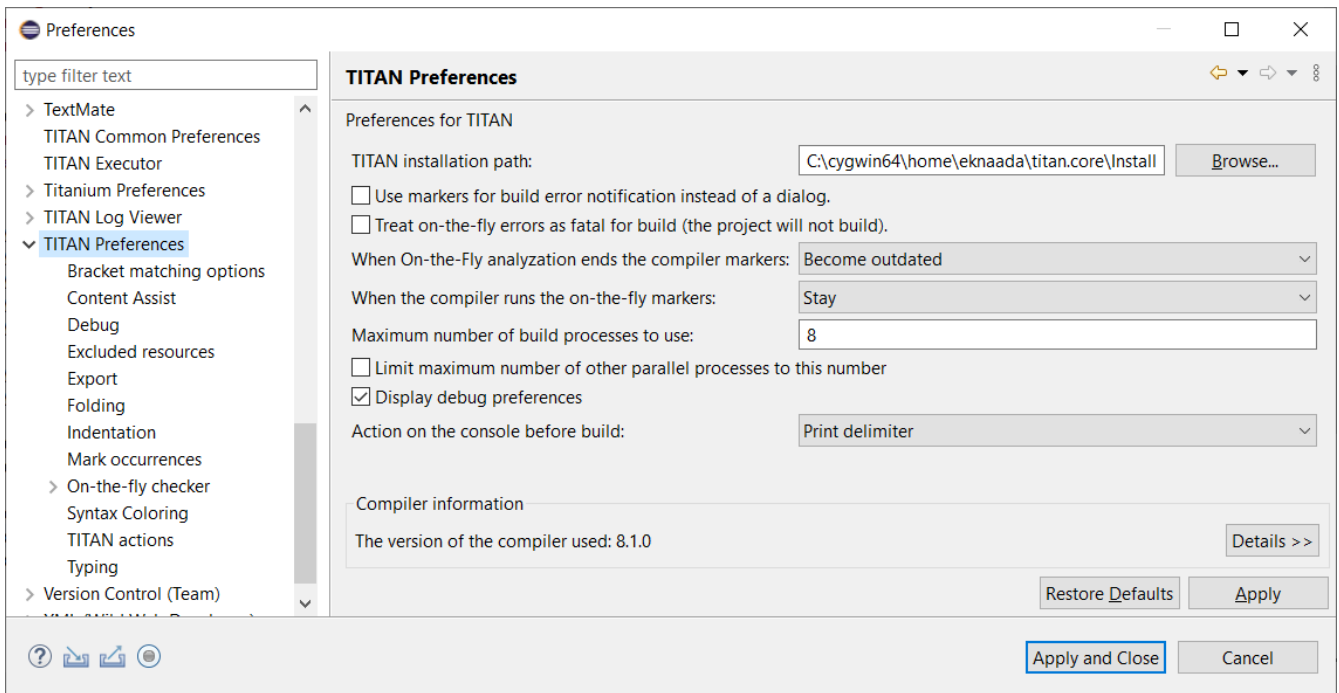 Preferences
type filter text
TextMate
TITAN Common Preferences
TITAN Executor
Titanium Preferences
TITAN Log Viewer
TITAN Preferences
Bracket matching options
Content Assist
Debug
Excluded resources
Export
Folding
Indentation
Mark occurrences
On-the-fly checker
Syntax Coloring
TITAN actions
Typing
Version Control (Team)
TITAN Preferences
Preferences for TITAN
TITAN installation path: C:\cygwin64\home\eknaada\titan.core\Install Browse...
Use markers for build error notification instead of a dialog.
Treat on-the-fly errors as fatal for build (the project will not build).
When On-the-Fly analyzation ends the compiler markers: Become outdated
When the compiler runs the on-the-fly markers: Stay
Maximum number of build processes to use: 8
Limit maximum number of other parallel processes to this number
Display debug preferences
Action on the console before build: Print delimiter
Compiler information
The version of the compiler used: 8.1.0 Details >>
Restore Defaults Apply
Apply and Close Cancel